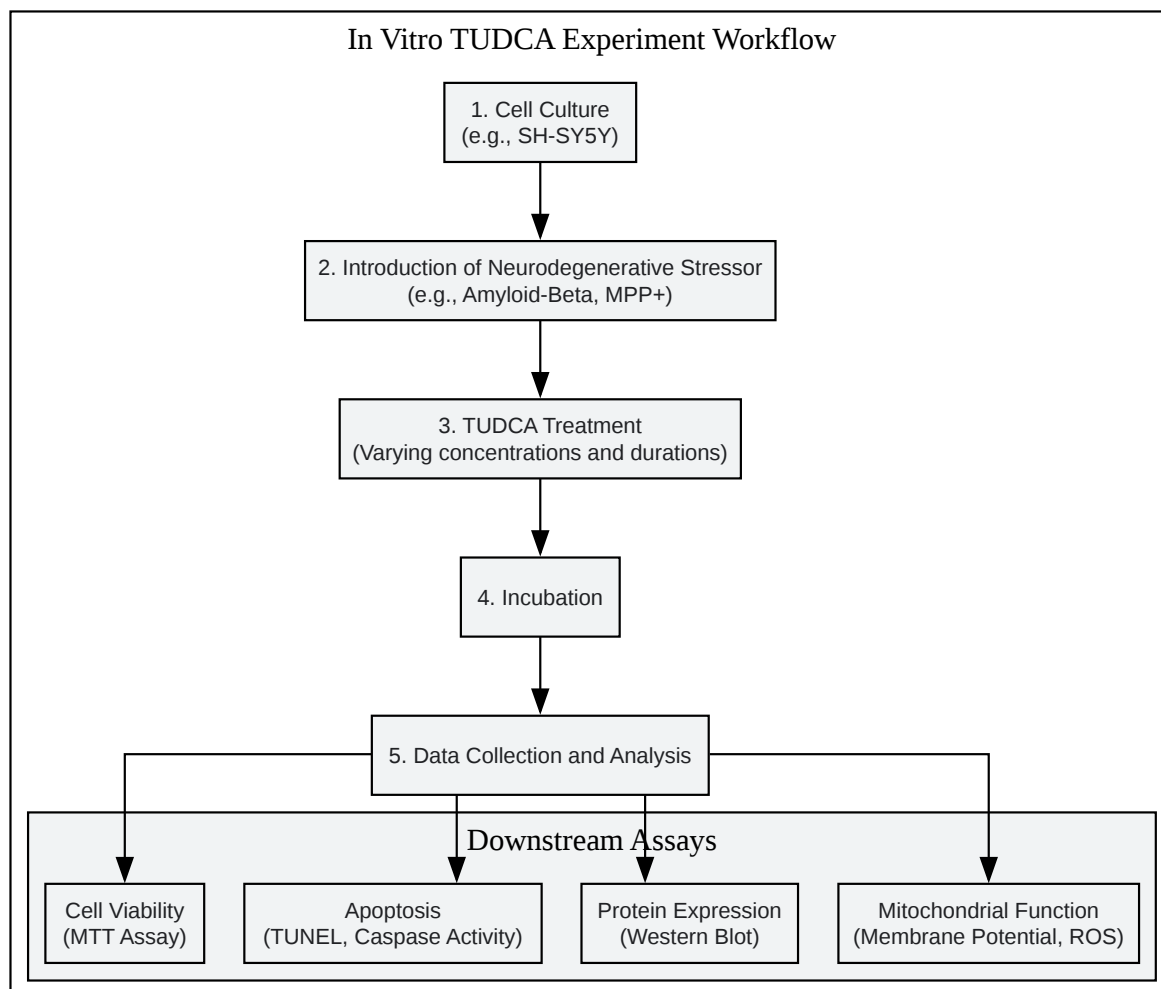 In Vitro TUDCA Experiment Workflow
1. Cell Culture
(e.g., SH-SY5Y)
2. Introduction of Neurodegenerative Stressor
(e.g., Amyloid-Beta, MPP+)
3. TUDCA Treatment
(Varying concentrations and durations)
4. Incubation
5. Data Collection and Analysis
Downstream Assays
Cell Viability
(MTT Assay)
Apoptosis
(TUNEL, Caspase Activity)
Protein Expression
(Western Blot)
Mitochondrial Function
(Membrane Potential, ROS)